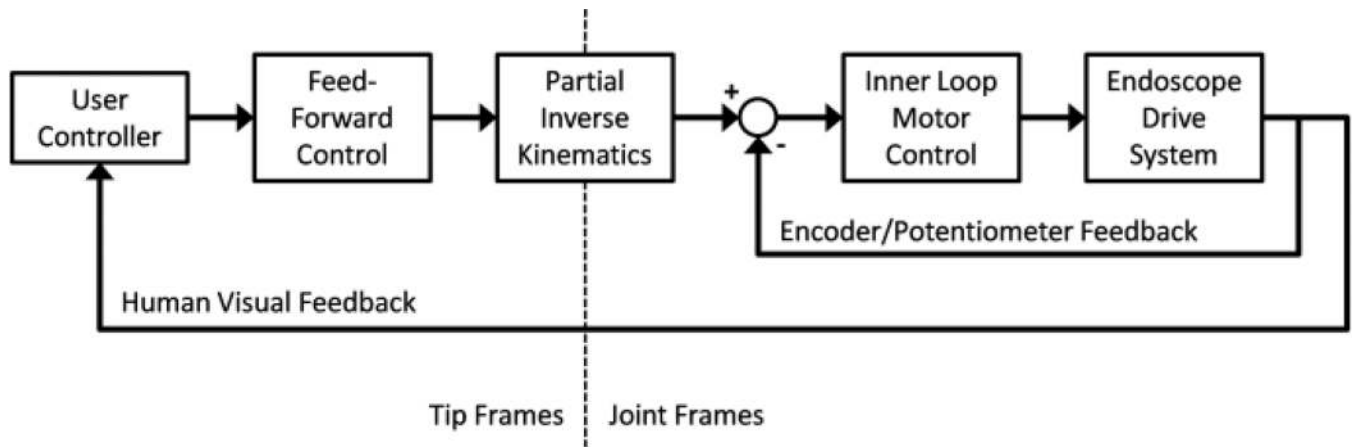 User
Controller
Feed-
Forward
Control
Partial
Inverse
Kinematics
+
-
Inner Loop
Motor
Control
Endoscope
Drive
System
Encoder/Potentiometer Feedback
Human Visual Feedback
Tip Frames
Joint Frames